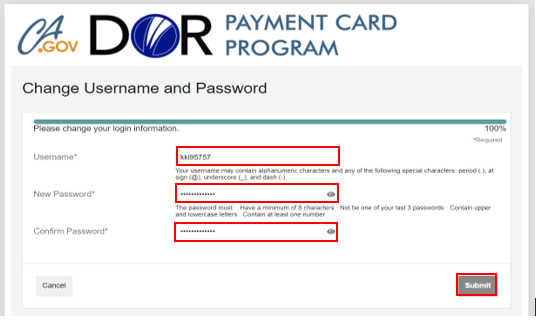 CA.GOV DOR PAYMENT CARD
PROGRAM
Change Username and Password
Please change your login information. 100%
*Required
Username* kki95757
Your username may contain alphanumeric characters and any of the following special characters: period (.), at
sign (@), underscore (_), and dash (-).
New Password* •••••••••••••
The password must: · Have a minimum of 8 characters · Not be one of your last 3 passwords · Contain upper
and lowercase letters · Contain at least one number
Confirm Password* •••••••••••••
Cancel Submit